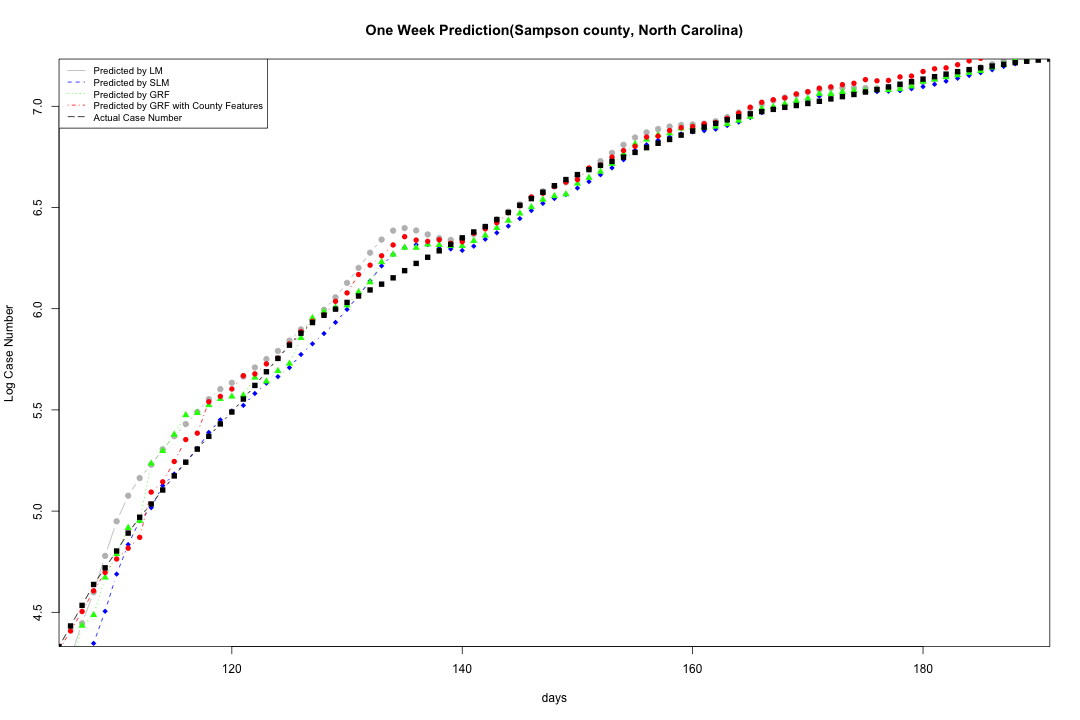 One Week Prediction(Sampson county, North Carolina)
Predicted by LM
Predicted by SLM
Predicted by GRF
Predicted by GRF with County Features
Actual Case Number
Log Case Number
7.0
6.5
6.0
5.5
5.0
4.5
120 140 160 180
days